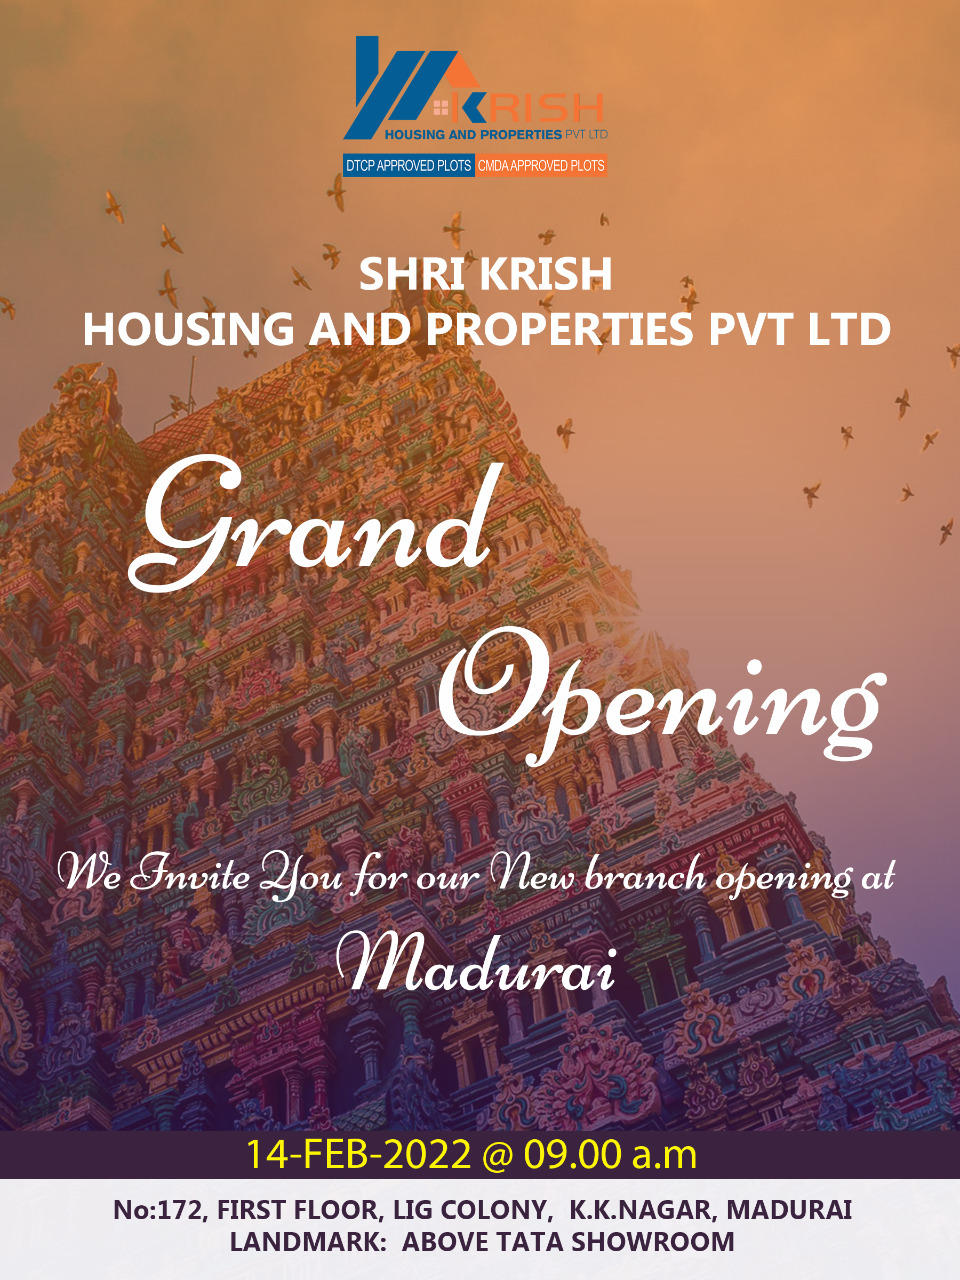 KRISH
HOUSING AND PROPERTIES PVT LTD
DTCP APPROVED PLOTS CMDA APPROVED PLOTS
SHRI KRISH
HOUSING AND PROPERTIES PVT LTD
Grand
Opening
We Invite You for our New branch opening at
Madurai
14-FEB-2022 @ 09.00 a.m
No:172, FIRST FLOOR, LIG COLONY, K.K.NAGAR, MADURAI
LANDMARK: ABOVE TATA SHOWROOM